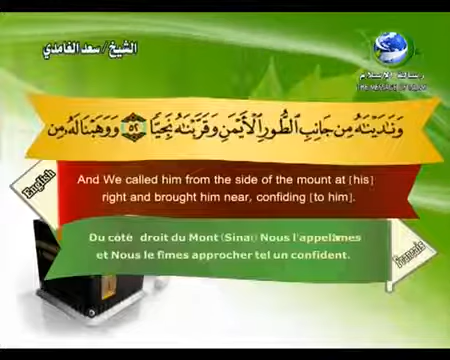 الشيخ / سعد الغامدي
رسالة الإسلام
THE MESSAGE OF ISLAM
وَنَٰدَيْنَٰهُ مِن جَانِبِ ٱلطُّورِ ٱلْأَيْمَنِ وَقَرَّبْنَٰهُ نَجِيًّا ٥٢ وَوَهَبْنَا لَهُۥ مِن
English
And We called him from the side of the mount at [his]
right and brought him near, confiding [to him].
Du côté droit du Mont (Sinaï) Nous l'appelâmes
et Nous le fîmes approcher tel un confident.
Français